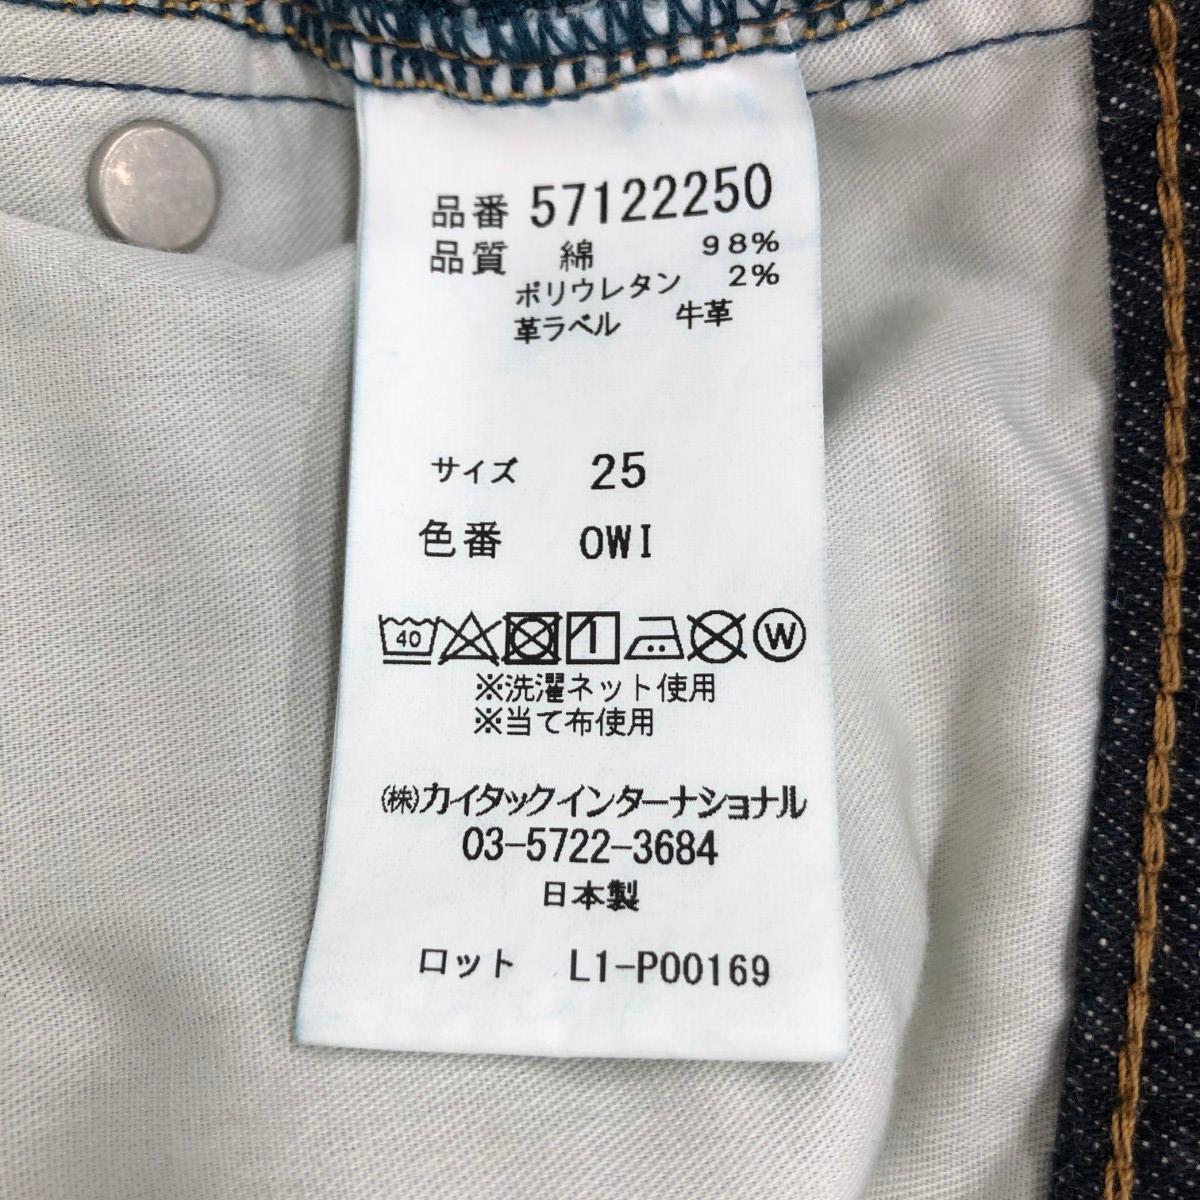 品番 57122250
品質 綿 98%
ポリウレタン 2%
革ラベル 牛革
サイズ 25
色番 OWI
40 W
※洗濯ネット使用
※当て布使用
(株)カイタックインターナショナル
03-5722-3684
日本製
ロット L1-P00169